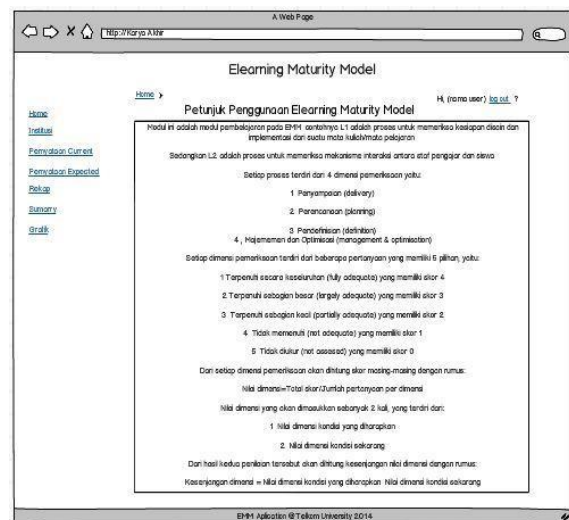 A Web Page
http://Karya Akhir
Elearning Maturity Model
Home
Hi, (nama user) log out ?
Petunjuk Penggunaan Elearning Maturity Model
Home
Institusi
Pernyataan Current
Pernyataan Expected
Rekap
Sumarry
Grafik
Modul ini adalah modul pembelajaran pada EMM contohnya L1 adalah proses untuk memeriksa kesiapan disain dan
implementasi dari suatu mata kuliah/mata pelajaran
Sedangkan L2 adalah proses untuk memeriksa mekanisme interaksi antara staf pengajar dan siswa
Setiap proses terdiri dari 4 dimensi pemeriksaan yaitu:
1 Penyampaian (delivery)
2. Perencanaan (planning)
3 Pendefinisian (definition)
4 , Majamemen dan Optimisasi (management & optimisation)
Setiap dimensi pemeriksaan terdiri dari beberapa pertanyaan yang memiliki 5 pilihan, yaitu:
1 Terpenuhi secara keseluruhan (fully adequate) yang memiliki skor 4
2 Terpenuhi sebagian besar (largely adequate) yang memiliki skor 3
3 Terpenuhi sebagian kecil (partially adequate) yang memiliki skor 2
4 Tidak memenuhi (not adequate) yang memiliki skor 1
5 Tidak diukur (not assesed) yang memiliki skor 0
Dari setiap dimensi pemeriksaan akan dihitung skor masing-masing dengan rumus:
Nilai dimensi=Total skor/Jumlah pertanyaan per dimensi
Nilai dimensi yang akan dimasukkan sebanyak 2 kali, yang terdiri dari:
1 Nilai dimensi kondisi yang diharapkan
2. Nilai dimensi kondisi sekarang
Dari hasil kedua penilaian tersebut akan dihitung kesenjangan nilai dimensi dengan rumus:
Kesenjangan dimensi = Nilai dimensi kondisi yang diharapkan Nilai dimensi kondisi sekarang
EMM Aplication @Telkom University 2014